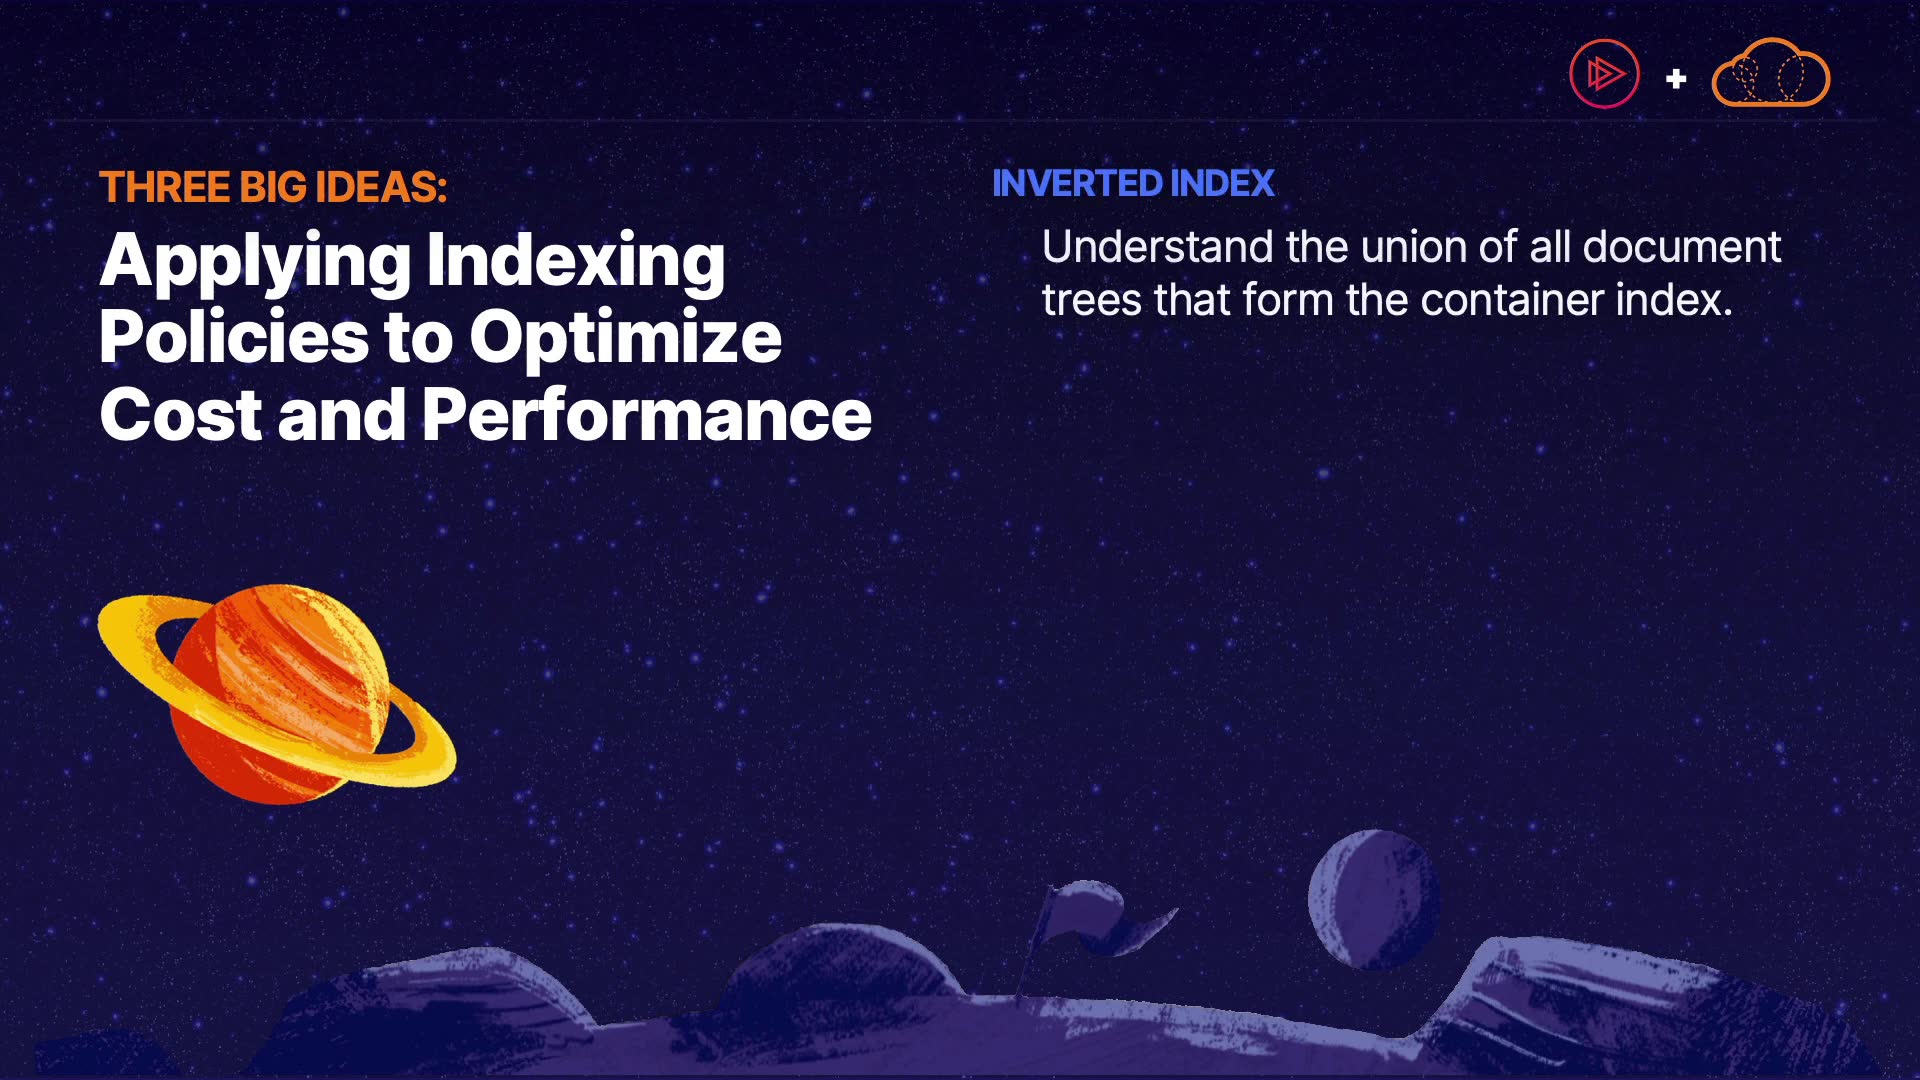 THREE BIG IDEAS:
Applying Indexing
Policies to Optimize
Cost and Performance
INVERTED INDEX
Understand the union of all document
trees that form the container index.